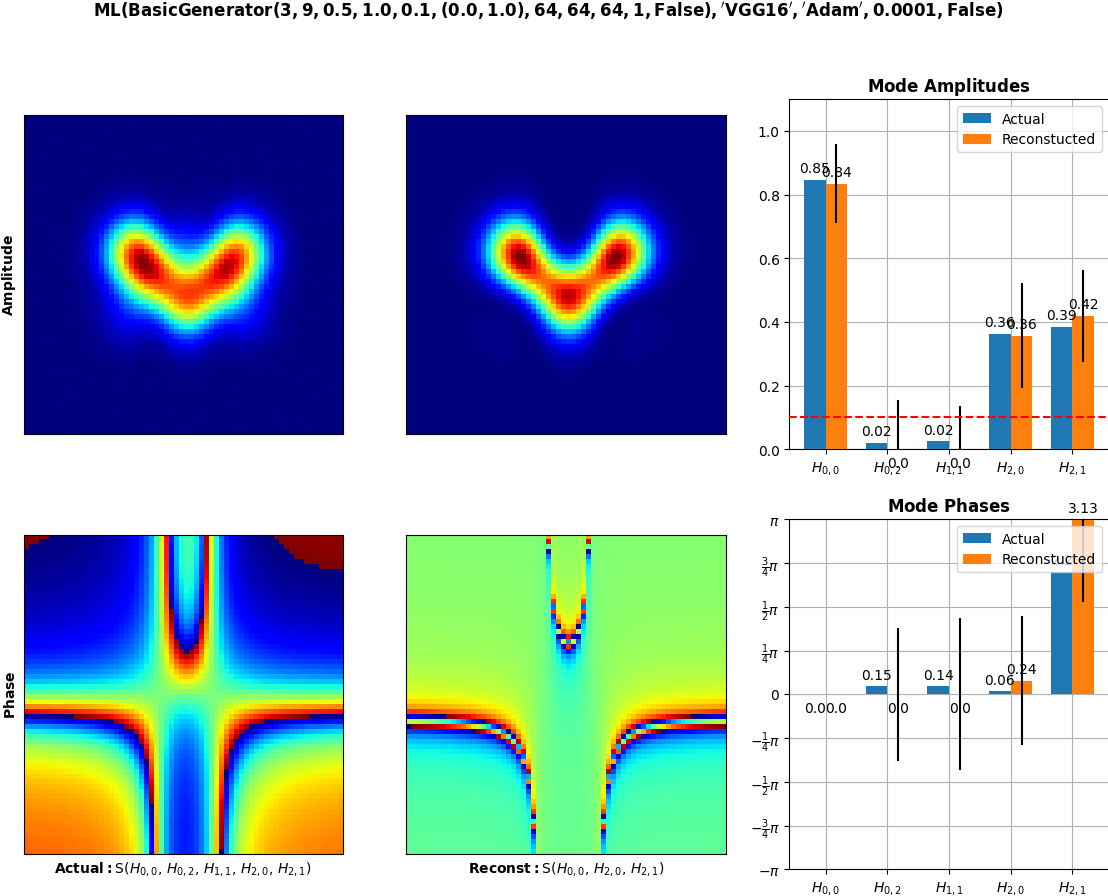 ML(BasicGenerator(3, 9, 0.5, 1.0, 0.1, (0.0, 1.0), 64, 64, 64, 1, False), ′VGG16′, ′Adam′, 0.0001, False)
Amplitude
Mode Amplitudes
Actual
Reconstucted
1.0
0.8
0.6
0.4
0.2
0.0
0.85
0.84
0.02
0.0
0.02
0.0
0.36
0.36
0.39
0.42
H0,0
H0,2
H1,1
H2,0
H2,1
Phase
Actual: S(H0,0, H0,2, H1,1, H2,0, H2,1)
Reconst: S(H0,0, H2,0, H2,1)
Mode Phases
Actual
Reconstucted
π
3/4π
1/2π
1/4π
0
−1/4π
−1/2π
−3/4π
−π
0.0
0.0
0.15
0.0
0.14
0.0
0.06
0.24
3.13
H0,0
H0,2
H1,1
H2,0
H2,1